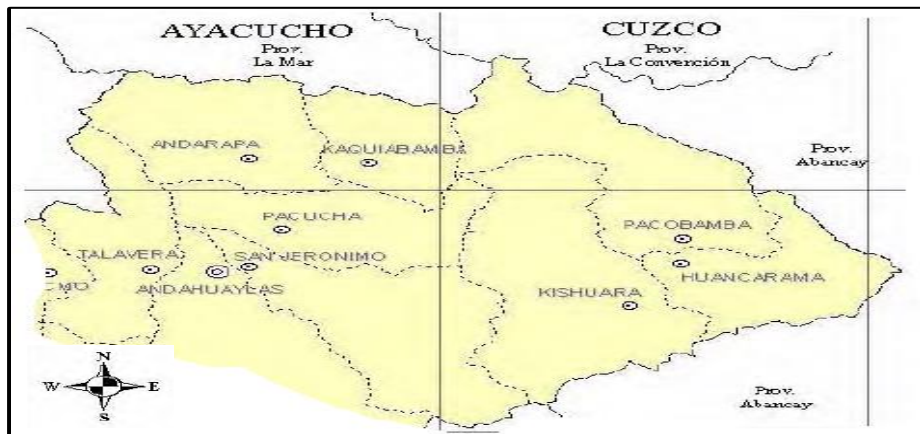 AYACUCHO
Prov.
La Mar
CUZCO
Prov.
La Convención
ANDARAPA
KAQUIABAMBA
Prov.
Abancay
PACUCHA
PACOBAMBA
TALAVERA
SAN JERONIMO
MO
ANDAHUAYLAS
HUANCARAMA
KISHUARA
N
W
E
S
Prov.
Abancay